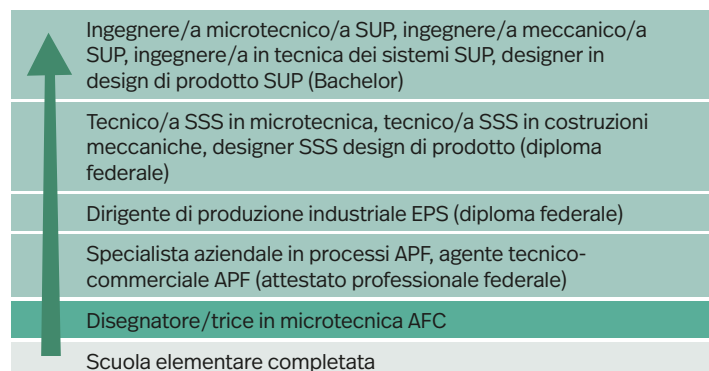 Ingegnere/a microtecnico/a SUP, ingegnere/a meccanico/a
SUP, ingegnere/a in tecnica dei sistemi SUP, designer in
design di prodotto SUP (Bachelor)
Tecnico/a SSS in microtecnica, tecnico/a SSS in costruzioni
meccaniche, designer SSS design di prodotto (diploma
federale)
Dirigente di produzione industriale EPS (diploma federale)
Specialista aziendale in processi APF, agente tecnico-
commerciale APF (attestato professionale federale)
Disegnatore/trice in microtecnica AFC
Scuola elementare completata